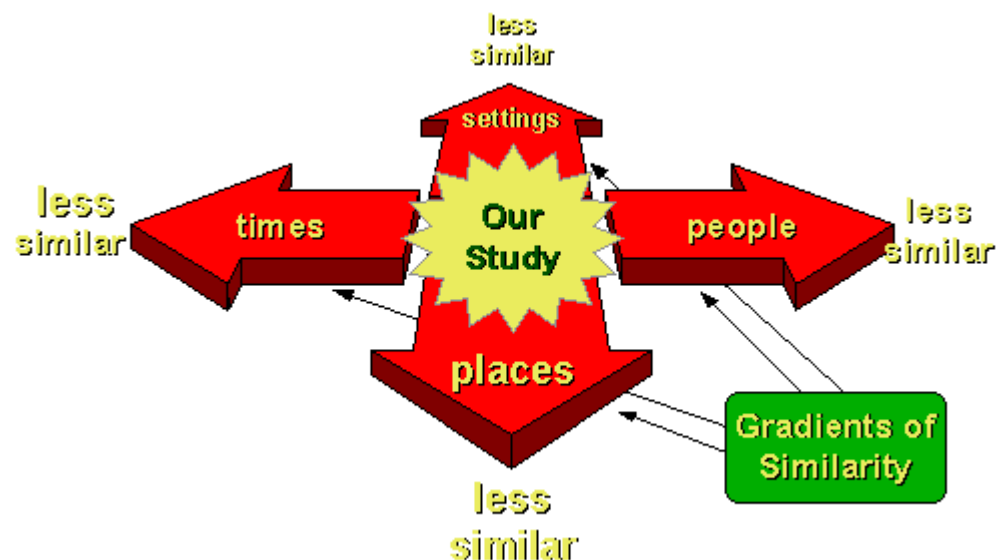 less
similar
settings
less
similar
times
Our
Study
people
less
similar
places
Gradients of
Similarity
less
similar